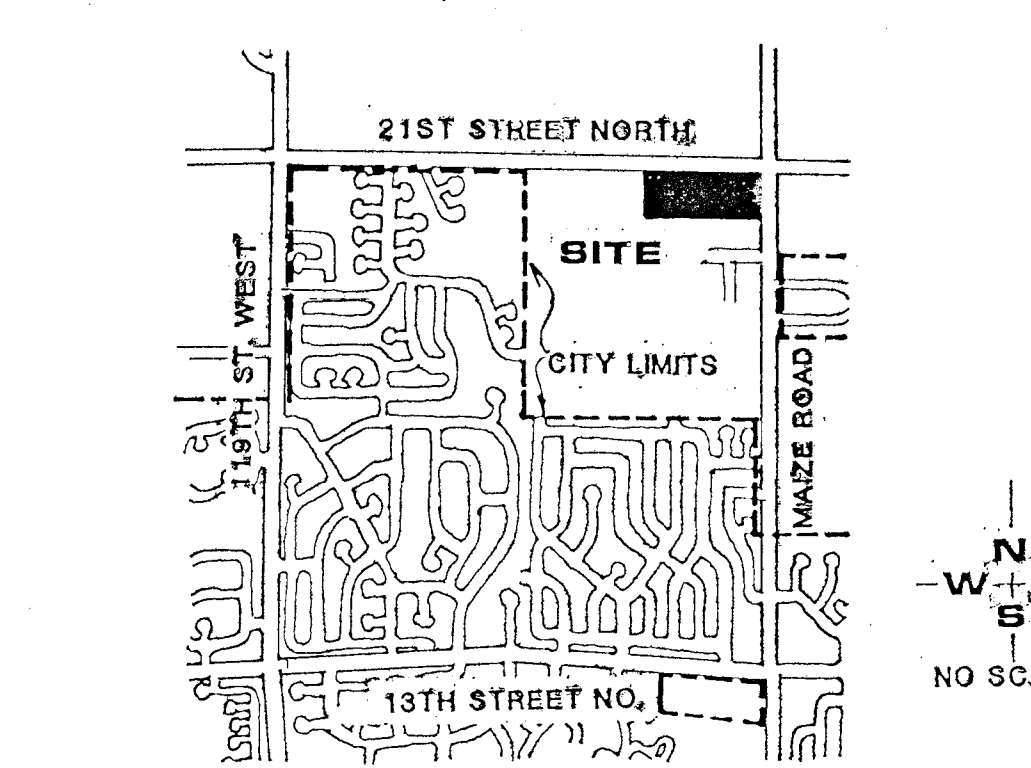 21ST STREET NORTH
SITE
119TH ST. WEST
CITY LIMITS
MAIZE ROAD
N
W
S
NO SC
13TH STREET NO.